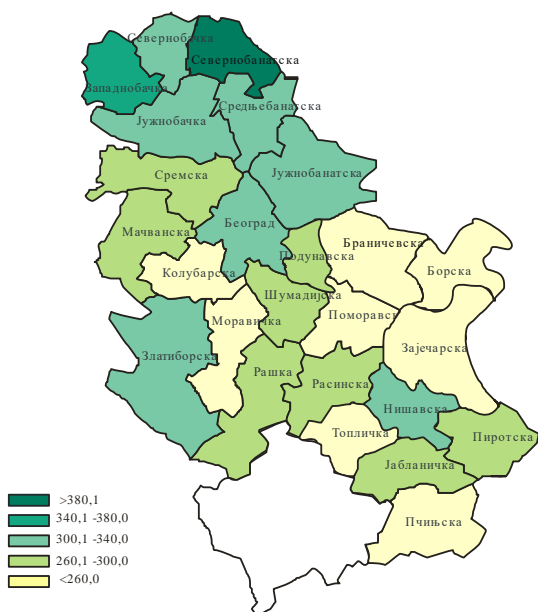 Севернобачка
Севернобанатска
Западнобачка
Средњебанатска
Јужнобачка
Јужнобанатска
Сремска
Београд
Мачванска
Браничевска
Подунавска
Борска
Колубарска
Шумадијска
Моравичка
Поморавс
Зајечарска
Златиборска
Рашка
Расинска
Нишавска
Топличка
Пиротска
Јабланичка
Пчињска
>380,1
340,1 -380,0
300,1 -340,0
260,1 -300,0
<260,0